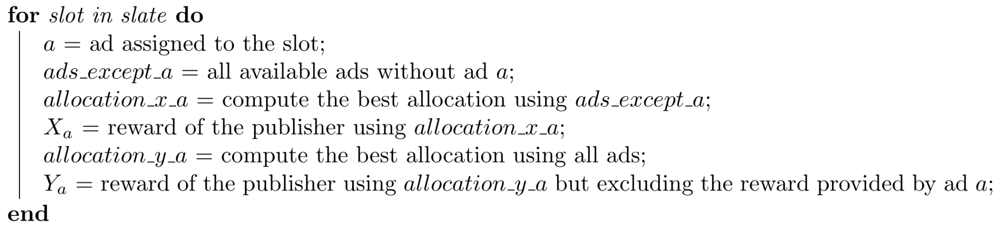 for slot in slate do
a = ad assigned to the slot;
ads_except_a = all available ads without ad a;
allocation_x_a = compute the best allocation using ads_except_a;
Xₐ = reward of the publisher using allocation_x_a;
allocation_y_a = compute the best allocation using all ads;
Yₐ = reward of the publisher using allocation_y_a but excluding the reward provided by ad a;
end